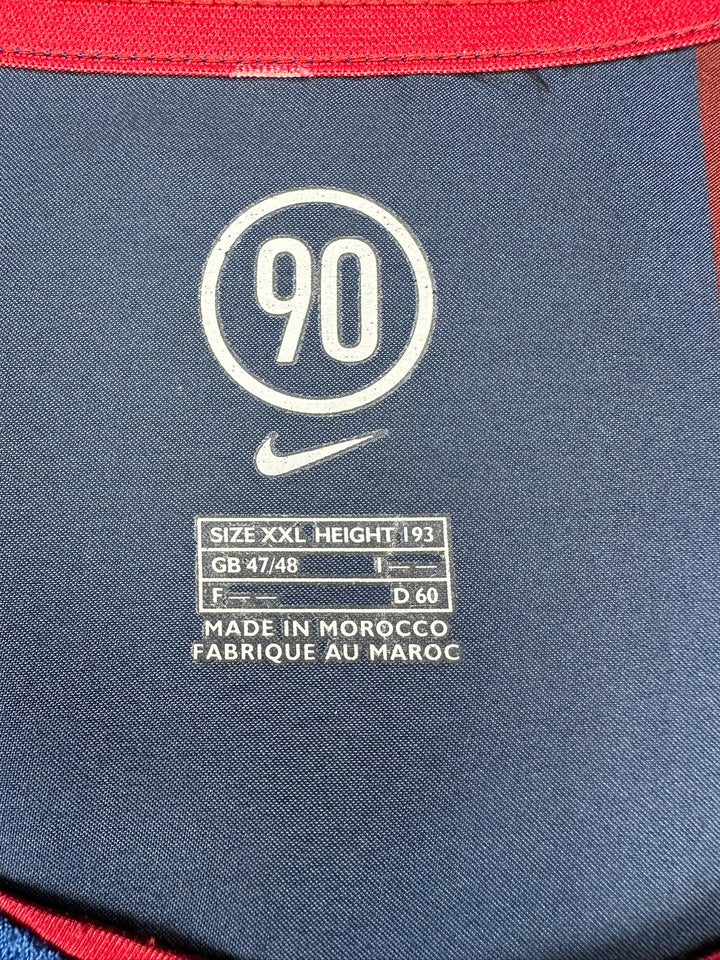 90
SIZE XXL HEIGHT 193
GB 47/48 I — —
F — — D 60
MADE IN MOROCCO
FABRIQUE AU MAROC